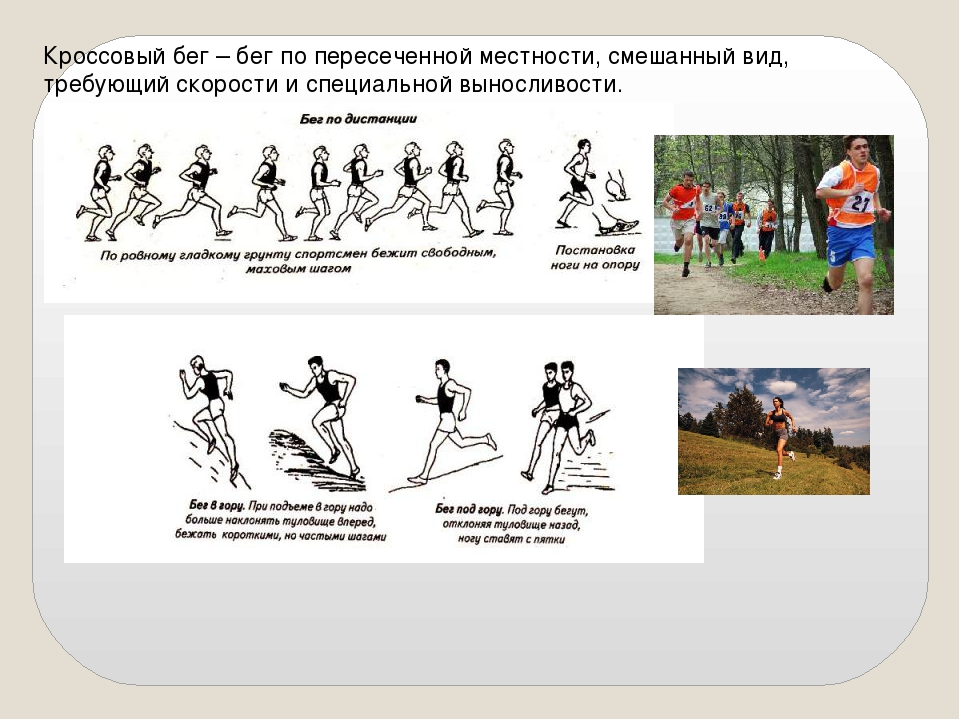 Кроссовый бег – бег по пересеченной местности, смешанный вид,
требующий скорости и специальной выносливости.
Бег по дистанции
По ровному гладкому грунту спортсмен бежит свободным,
маховым шагом
Постановка
ноги на опору
21
62
Бег в гору. При подъеме в гору надо
больше наклонять туловище вперед,
бежать короткими, но частыми шагами
Бег под гору. Под гору бегут,
отклоняя туловище назад,
ногу ставят с пятки